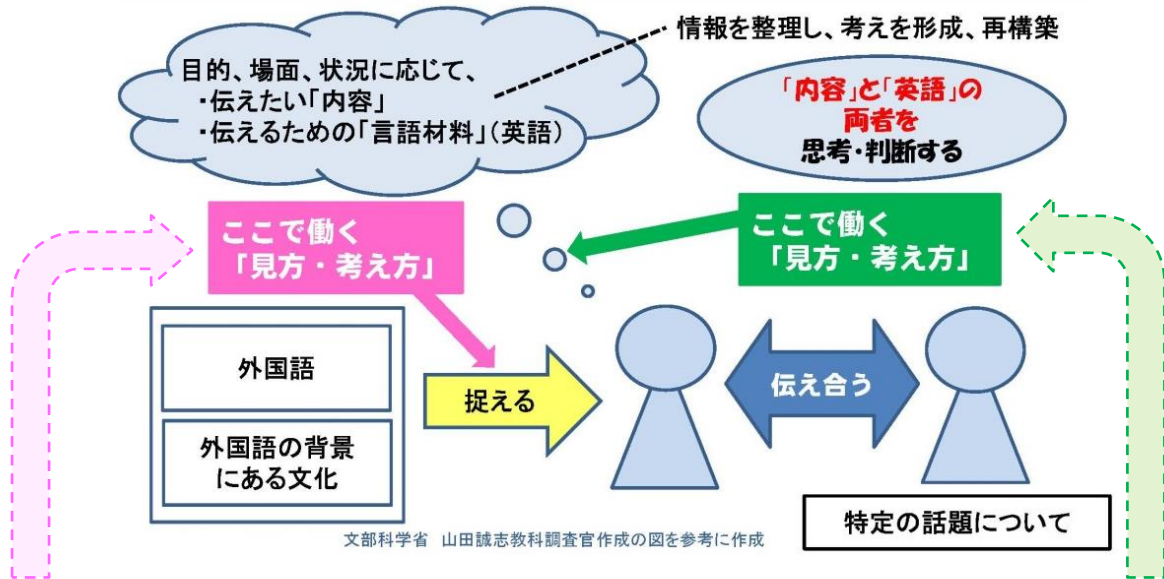 情報を整理し、考えを形成、再構築
目的、場面、状況に応じて、
・伝えたい「内容」
・伝えるための「言語材料」(英語)
「内容」と「英語」の
両者を
思考・判断する
ここで働く
「見方・考え方」
ここで働く
「見方・考え方」
外国語
外国語の背景
にある文化
捉える
伝え合う
特定の話題について
文部科学省 山田誠志教科調査官作成の図を参考に作成